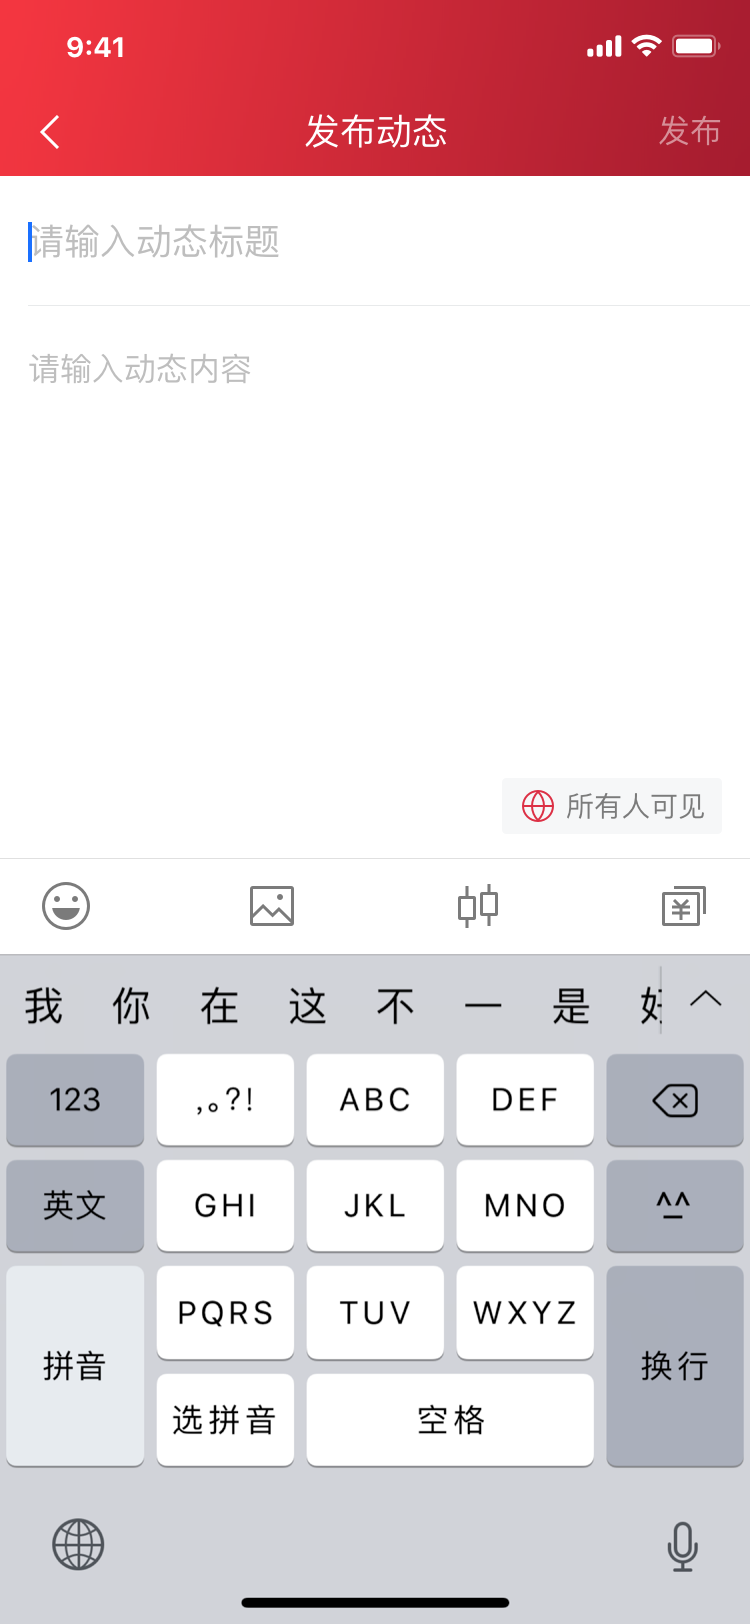 9:41
发布动态
发布
请输入动态标题
请输入动态内容
所有人可见
我 你 在 这 不 一 是 好
123 ,。?! ABC DEF
英文 GHI JKL MNO ^^
拼音 PQRS TUV WXYZ 换行
选拼音 空格